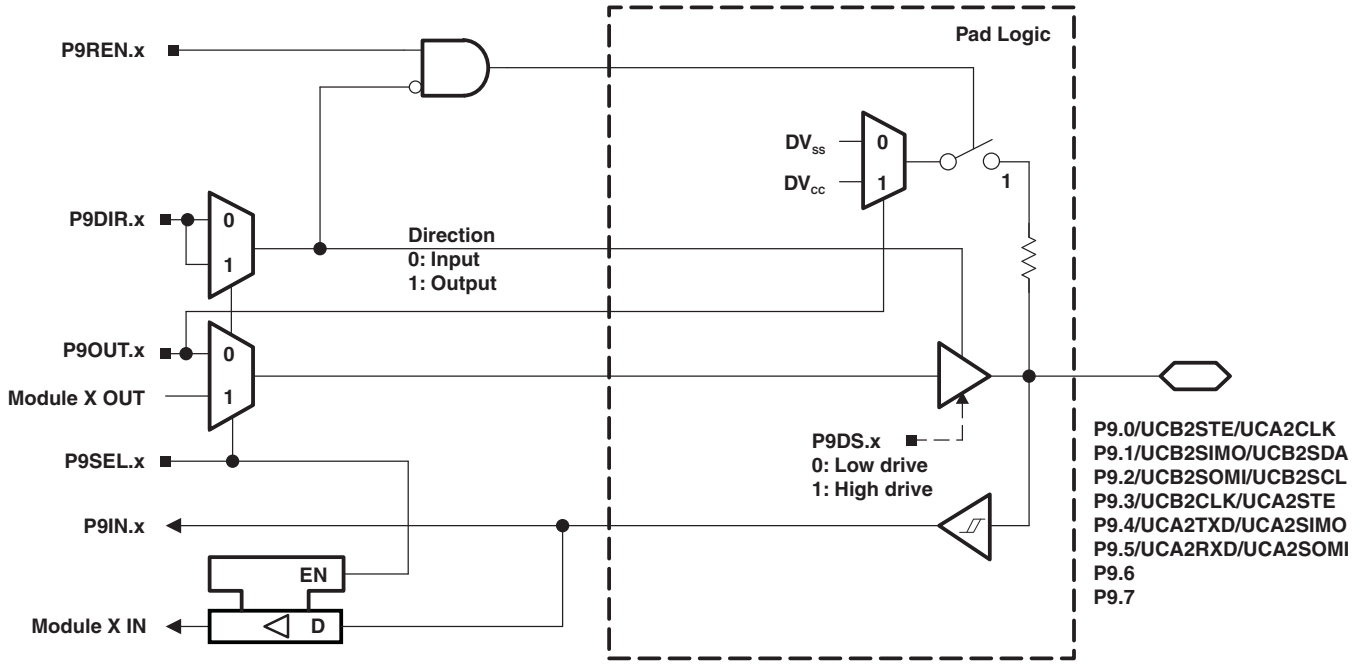 Pad Logic
P9REN.x
DVSS
0
DVCC
1
1
P9DIR.x
0
1
Direction
0: Input
1: Output
P9OUT.x
0
Module X OUT
1
P9DS.x
0: Low drive
1: High drive
P9SEL.x
P9.0/UCB2STE/UCA2CLK
P9.1/UCB2SIMO/UCB2SDA
P9.2/UCB2SOMI/UCB2SCL
P9.3/UCB2CLK/UCA2STE
P9.4/UCA2TXD/UCA2SIMO
P9.5/UCA2RXD/UCA2SOMI
P9.6
P9.7
P9IN.x
EN
Module X IN
D